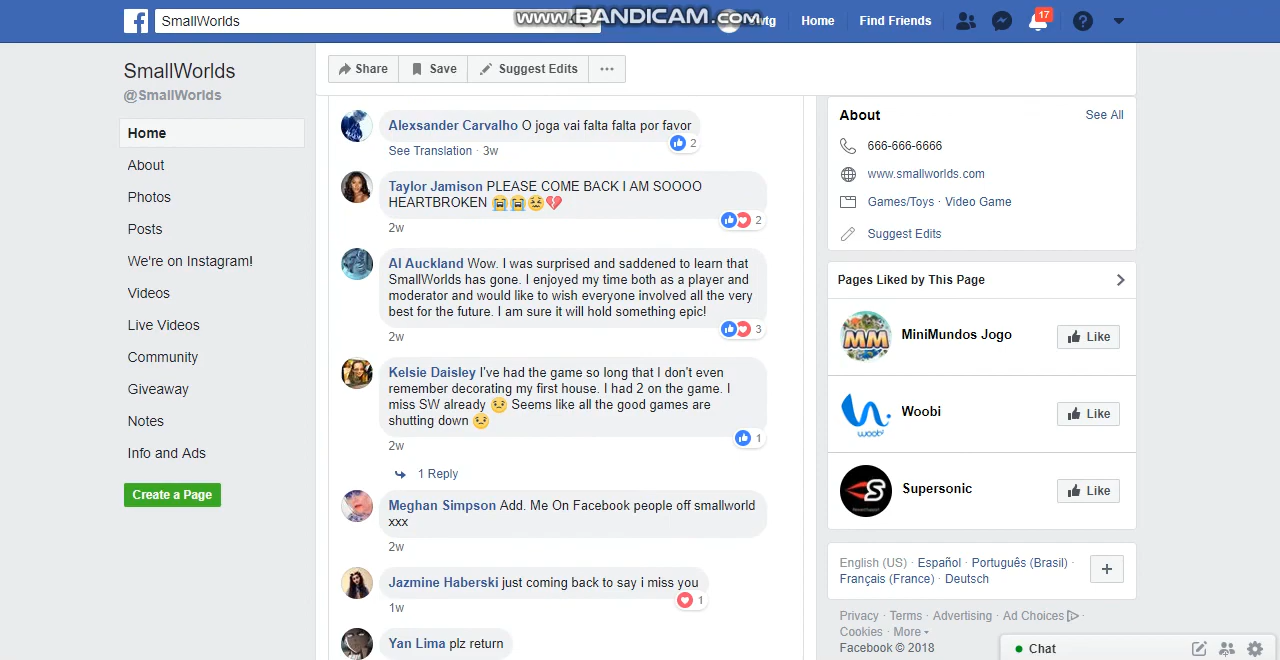 SmallWorlds
www.BANDICAM.com
Home
Find Friends
17
SmallWorlds
@SmallWorlds
Home
About
Photos
Posts
We're on Instagram!
Videos
Live Videos
Community
Giveaway
Notes
Info and Ads
Create a Page
Share
Save
Suggest Edits
Alexsander Carvalho O joga vai falta falta por favor
2
See Translation · 3w
Taylor Jamison PLEASE COME BACK I AM SOOOO
HEARTBROKEN 😭😭😣💔
2
2w
Al Auckland Wow. I was surprised and saddened to learn that
SmallWorlds has gone. I enjoyed my time both as a player and
moderator and would like to wish everyone involved all the very
best for the future. I am sure it will hold something epic!
3
2w
Kelsie Daisley I've had the game so long that I don't even
remember decorating my first house. I had 2 on the game. I
miss SW already 😒 Seems like all the good games are
shutting down 😒
1
2w
1 Reply
Meghan Simpson Add. Me On Facebook people off smallworld
xxx
2w
Jazmine Haberski just coming back to say i miss you
1
1w
Yan Lima plz return
About
See All
666-666-6666
www.smallworlds.com
Games/Toys · Video Game
Suggest Edits
Pages Liked by This Page
MM
MiniMundos Jogo
Like
woobi
Woobi
Like
S
Supersonic
Like
English (US) · Español · Português (Brasil) ·
Français (France) · Deutsch
Privacy · Terms · Advertising · Ad Choices ·
Cookies · More
Facebook © 2018
Chat